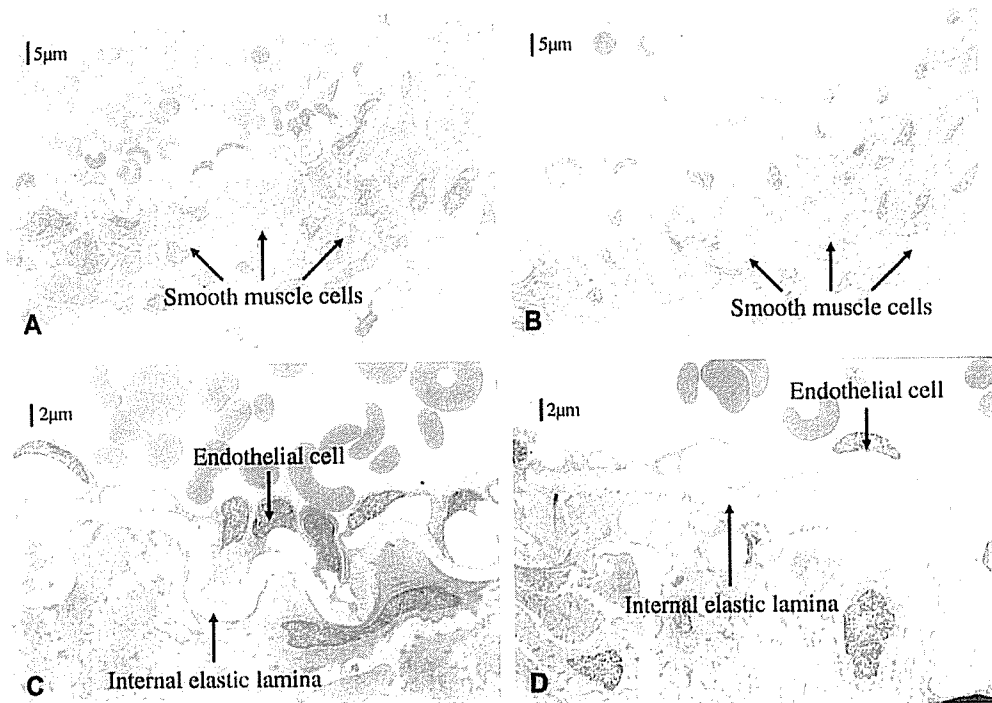 5μm
Smooth muscle cells
A
5μm
Smooth muscle cells
B
2μm
Endothelial cell
Internal elastic lamina
C
2μm
Endothelial cell
Internal elastic lamina
D